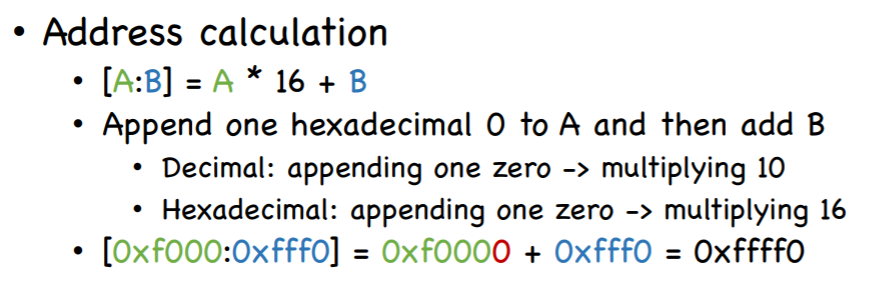 • Address calculation
• [A:B] = A * 16 + B
• Append one hexadecimal 0 to A and then add B
• Decimal: appending one zero -> multiplying 10
• Hexadecimal: appending one zero -> multiplying 16
• [0xf000:0xfff0] = 0xf0000 + 0xfff0 = 0xffff0